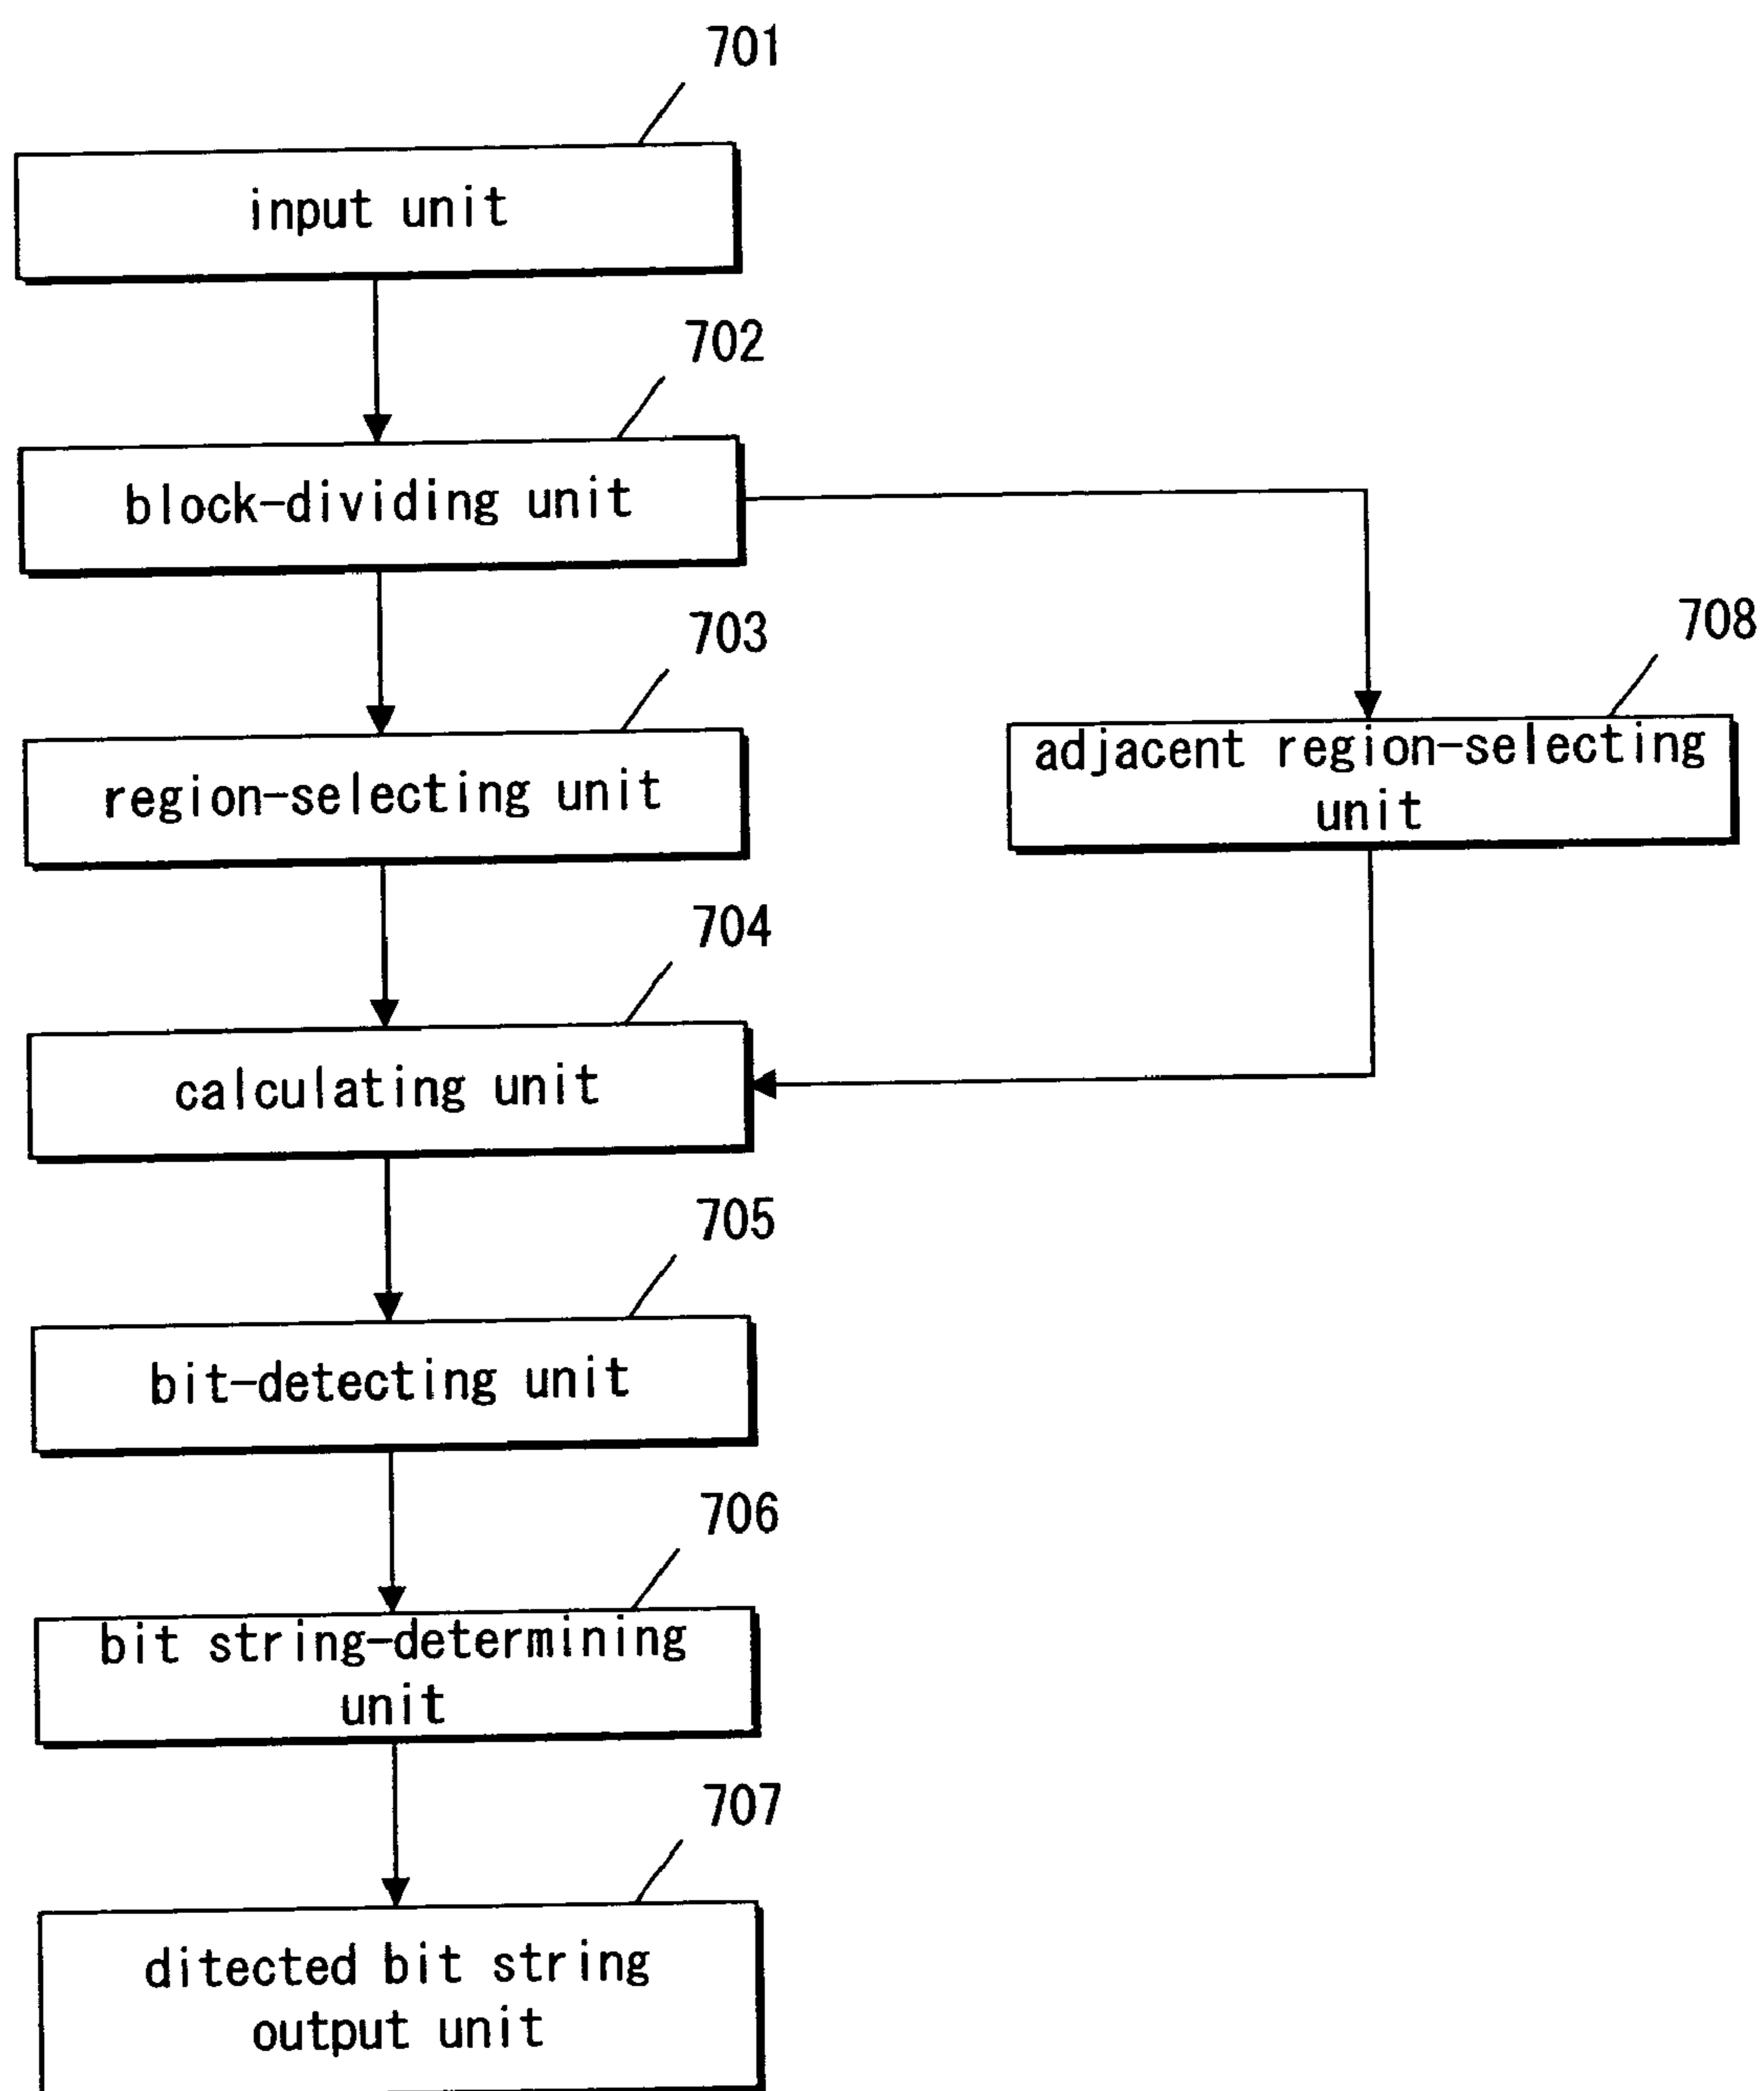 701
input unit
702
block-dividing unit
703
region-selecting unit
708
adjacent region-selecting
unit
704
calculating unit
705
bit-detecting unit
706
bit string-determining
unit
707
ditected bit string
output unit